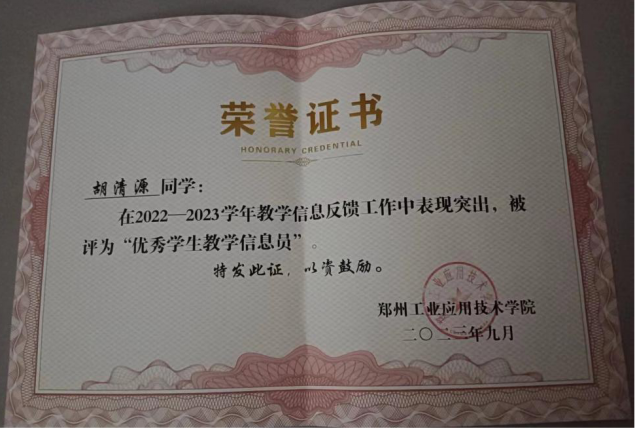 荣誉证书
HONORARY CREDENTIAL
胡清源 同学：
在2022—2023学年教学信息反馈工作中表现突出，被
评为“优秀学生教学信息员”。
特发此证，以资鼓励。
郑州工业应用技术学院
二〇二三年九月